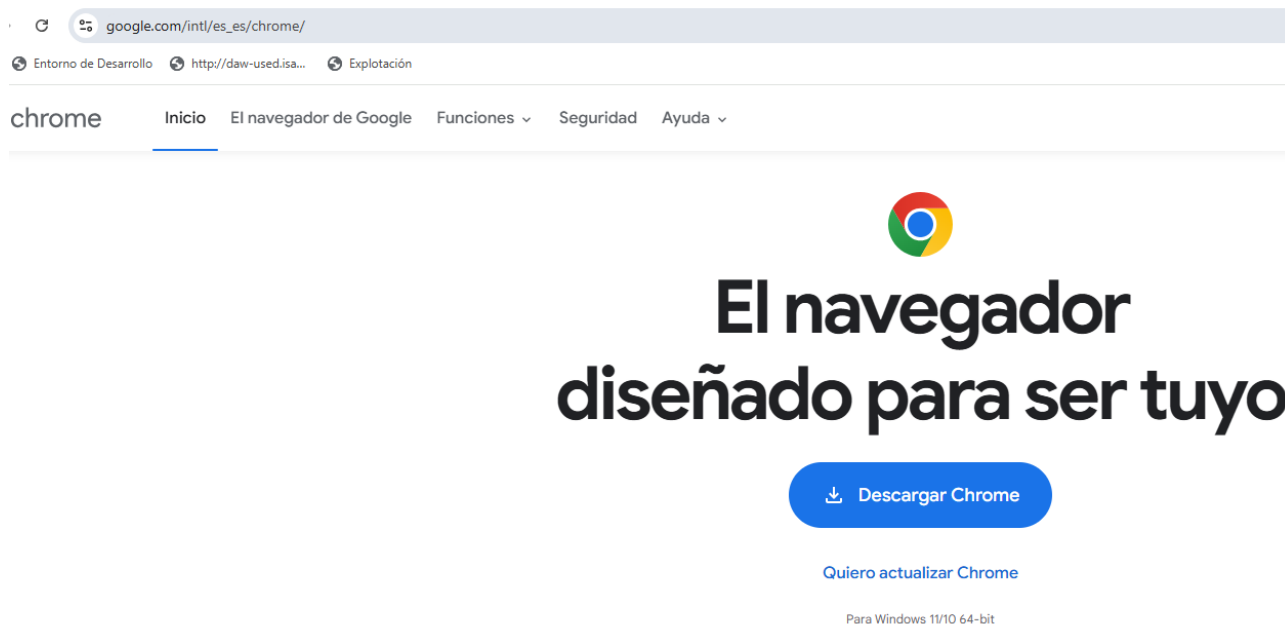 google.com/intl/es_es/chrome/
Entorno de Desarrollo http://daw-used.isa... Explotación
chrome Inicio El navegador de Google Funciones Seguridad Ayuda
El navegador
diseñado para ser tuyo
Descargar Chrome
Quiero actualizar Chrome
Para Windows 11/10 64-bit